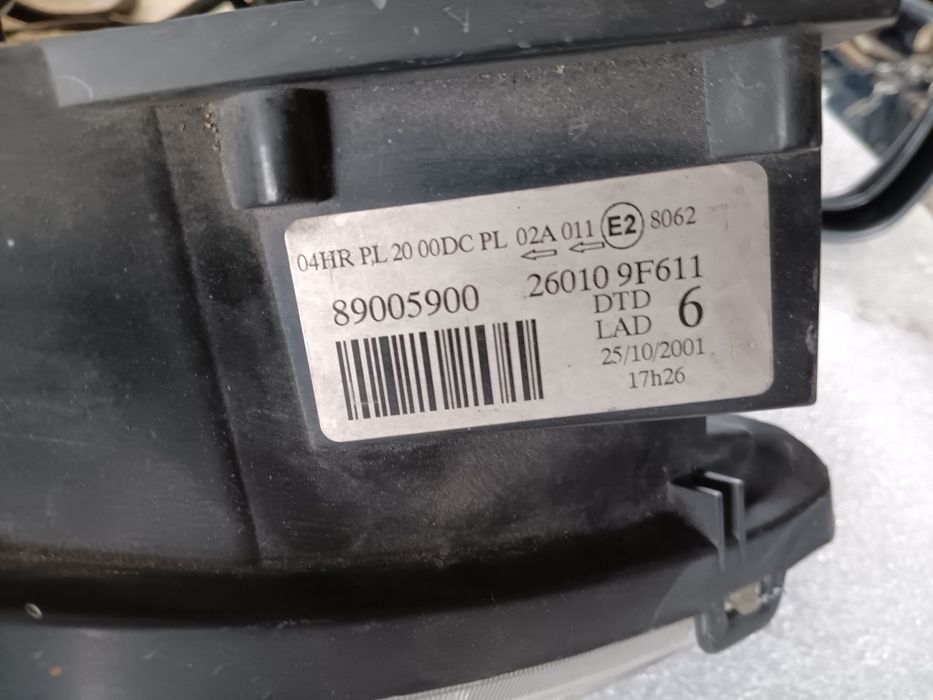 04HR PL 20 00DC PL 02A 011 E2 8062
89005900 26010 9F611
DTD
LAD 6
25/10/2001
17h26